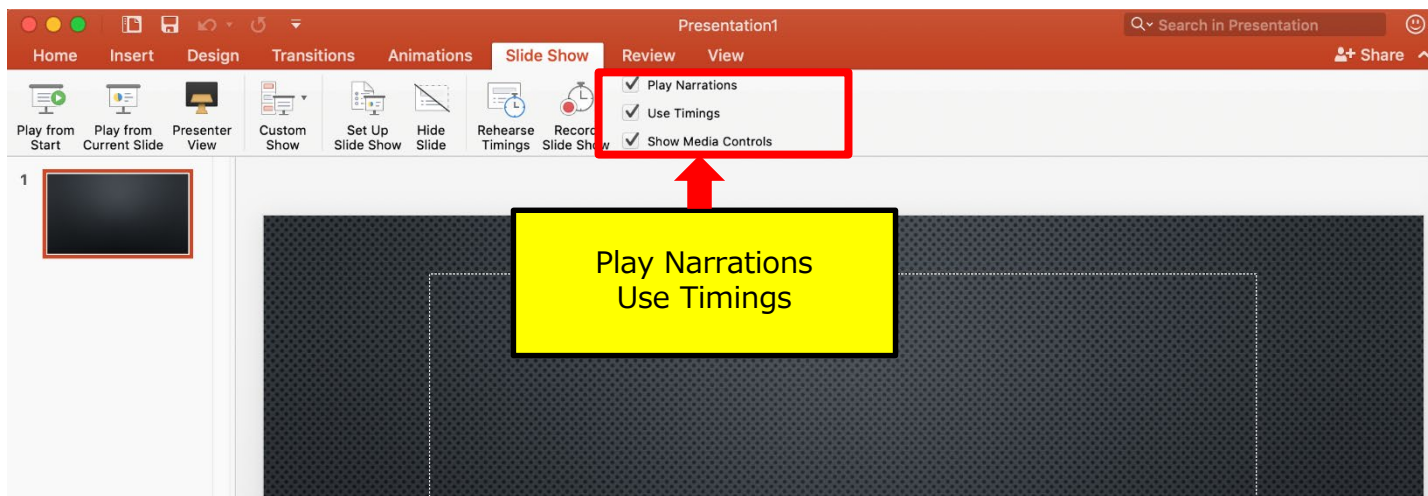 Presentation1
Search in Presentation
Home Insert Design Transitions Animations Slide Show Review View
Share
Play from Start
Play from Current Slide
Presenter View
Custom Show
Set Up Slide Show
Hide Slide
Rehearse Timings
Record Slide Show
Play Narrations
Use Timings
Show Media Controls
1
Play Narrations
Use Timings